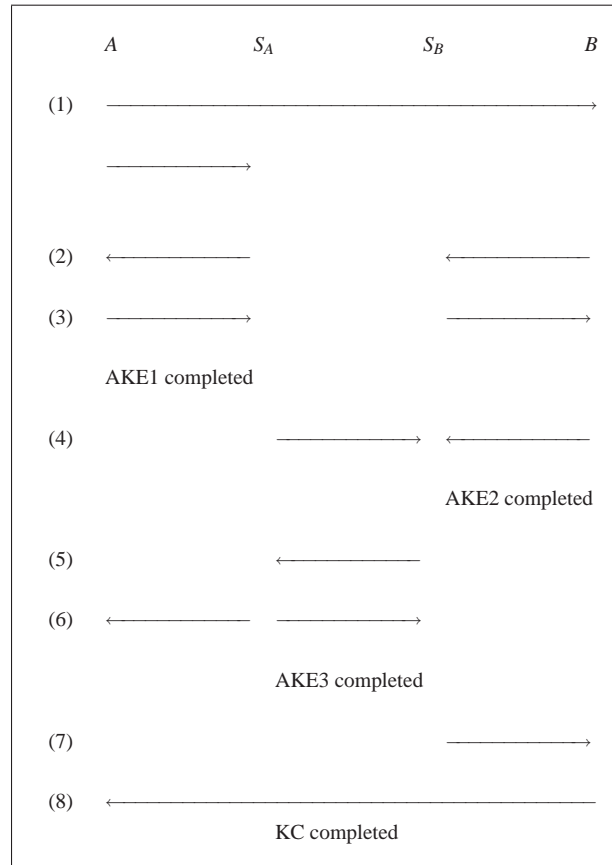 A S_A S_B B
(1)
(2)
(3)
AKE1 completed
(4)
AKE2 completed
(5)
(6)
AKE3 completed
(7)
(8)
KC completed